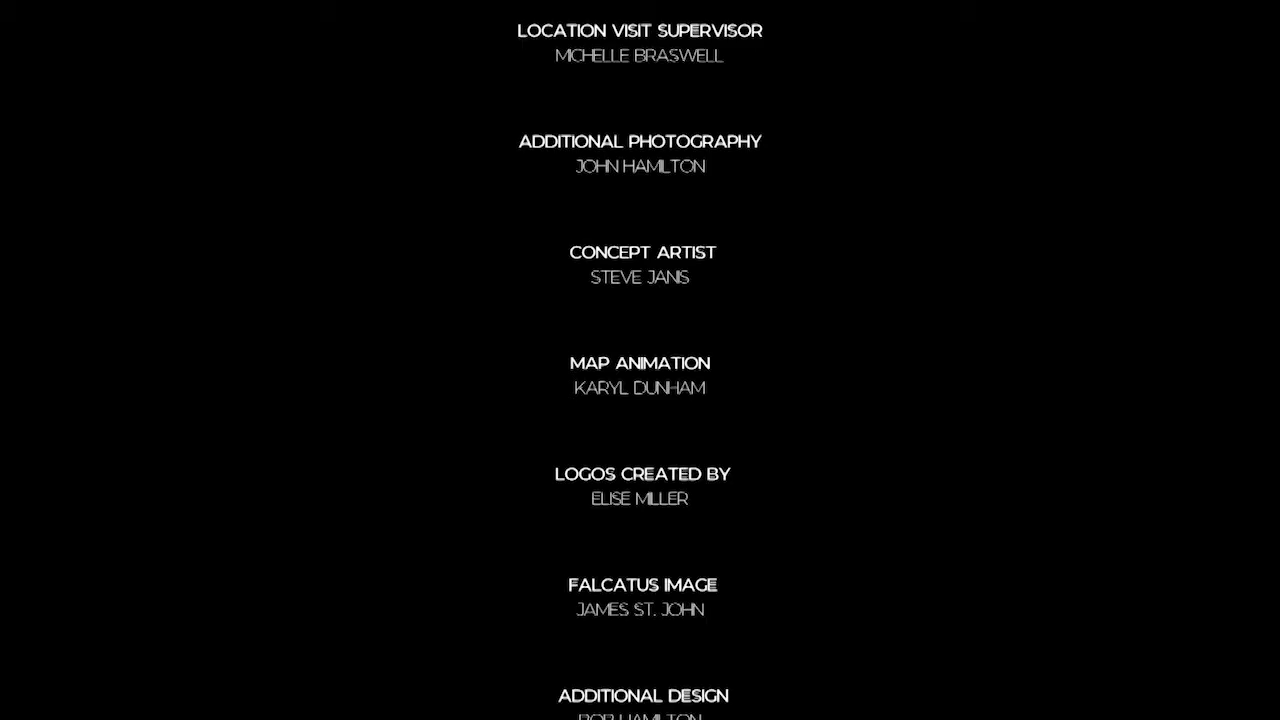 LOCATION VISIT SUPERVISOR
MICHELLE BRASWELL
ADDITIONAL PHOTOGRAPHY
JOHN HAMILTON
CONCEPT ARTIST
STEVE JANIS
MAP ANIMATION
KARYL DUNHAM
LOGOS CREATED BY
ELISE MILLER
FALCATUS IMAGE
JAMES ST. JOHN
ADDITIONAL DESIGN
HAMILTON